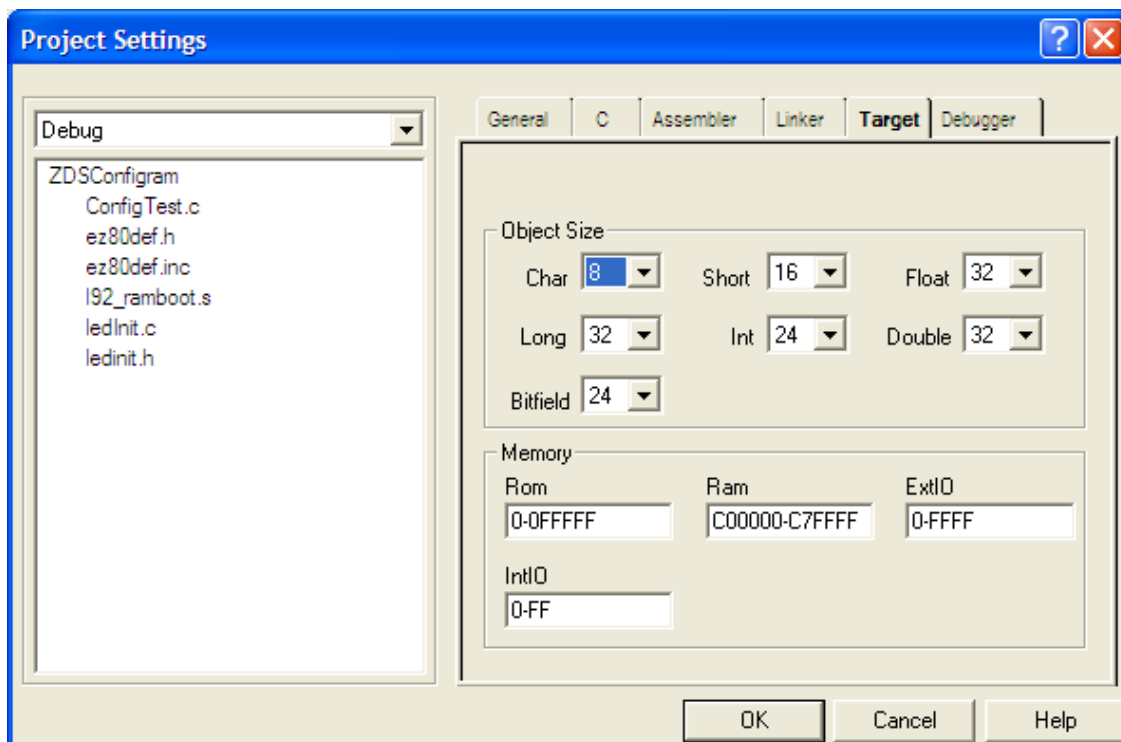 Project Settings
Debug
ZDSConfigram
ConfigTest.c
ez80def.h
ez80def.inc
l92_ramboot.s
ledInit.c
ledinit.h
General C Assembler Linker Target Debugger
Object Size
Char 8 Short 16 Float 32
Long 32 Int 24 Double 32
Bitfield 24
Memory
Rom Ram ExtIO
0-0FFFFF C00000-C7FFFF 0-FFFF
IntIO
0-FF
OK Cancel Help